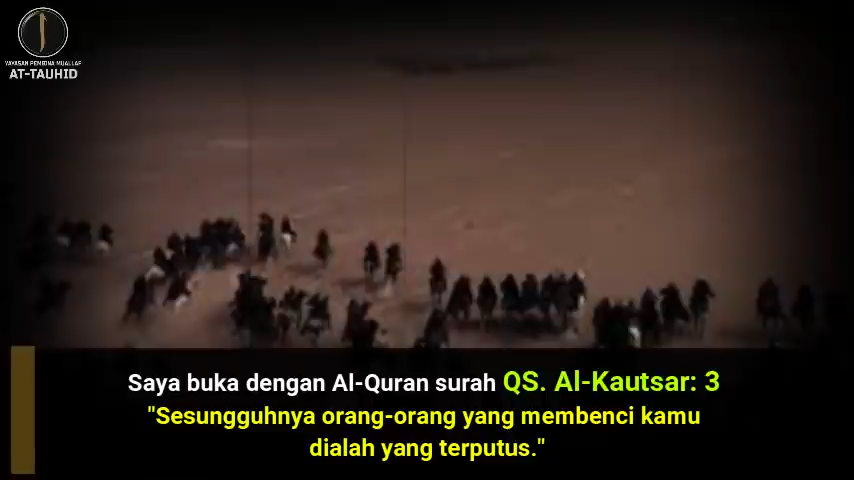 YAYASAN PEMBINA MUALLAF
AT-TAUHID
Saya buka dengan Al-Quran surah QS. Al-Kautsar: 3
"Sesungguhnya orang-orang yang membenci kamu
dialah yang terputus."